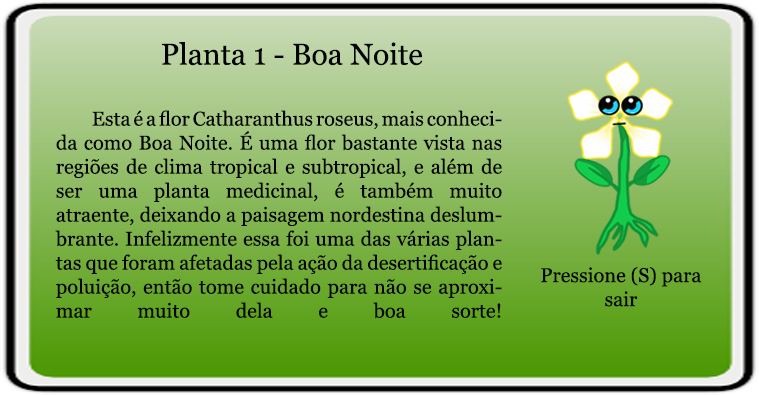 Planta 1 - Boa Noite
Esta é a flor Catharanthus roseus, mais conheci-
da como Boa Noite. É uma flor bastante vista nas
regiões de clima tropical e subtropical, e além de
ser uma planta medicinal, é também muito
atraente, deixando a paisagem nordestina deslum-
brante. Infelizmente essa foi uma das várias plan-
tas que foram afetadas pela ação da desertificação e
poluição, então tome cuidado para não se aproxi-
mar muito dela e boa sorte!
Pressione (S) para
sair